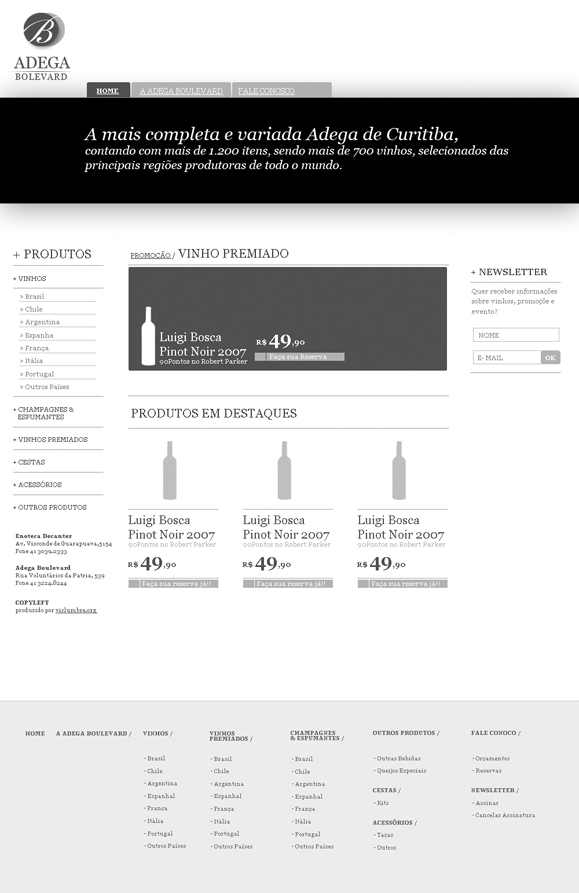 B
ADEGA
BOLEVARD
HOME
A ADEGA BOULEVARD
FALE CONOSCO
A mais completa e variada Adega de Curitiba,
contando com mais de 1.200 itens, sendo mais de 700 vinhos, selecionados das
principais regiões produtoras de todo o mundo.
+ PRODUTOS
+ VINHOS
» Brasil
» Chile
» Argentina
» Espanha
» França
» Itália
» Portugal
» Outros Países
+ CHAMPAGNES &
ESPUMANTES
+ VINHOS PREMIADOS
+ CESTAS
+ ACESSÓRIOS
+ OUTROS PRODUTOS
Enoteca Decanter
Av. Visconde de Guarapuava,5154
Fone 41 3039.2333
Adega Boulevard
Rua Voluntários da Patria, 539
Fone 41 3224.8244
COPYLEFT
produzido por vislumbre.org
PROMOCÃO / VINHO PREMIADO
Luigi Bosca
Pinot Noir 2007
90Pontos no Robert Parker
R$ 49,90
Faça sua Reserva
PRODUTOS EM DESTAQUES
Luigi Bosca
Pinot Noir 2007
90Pontos no Robert Parker
R$ 49,90
Faça sua reserva já!!
Luigi Bosca
Pinot Noir 2007
90Pontos no Robert Parker
R$ 49,90
Faça sua reserva já!!
Luigi Bosca
Pinot Noir 2007
90Pontos no Robert Parker
R$ 49,90
Faça sua reserva já!!
+ NEWSLETTER
Quer receber informações
sobre vinhos, promoção e
evento?
NOME
E- MAIL
OK
HOME
A ADEGA BOULEVARD /
VINHOS /
- Brasil
- Chile
- Argentina
- Espanhal
- França
- Itália
- Portugal
- Outros Países
VINHOS
PREMIADOS /
- Brasil
- Chile
- Argentina
- Espanhal
- França
- Itália
- Portugal
- Outros Países
CHAMPAGNES
& ESPUMANTES /
- Brasil
- Chile
- Argentina
- Espanhal
- França
- Itália
- Portugal
- Outros Países
OUTROS PRODUTOS /
- Outras Bebidas
- Queijos Especiais
CESTAS /
- Kits
ACESSÓRIOS /
- Taças
- Outros
FALE CONOCO /
- Orçamentos
- Reservas
NEWSLETTER /
- Assinar
- Cancelar Assinatura